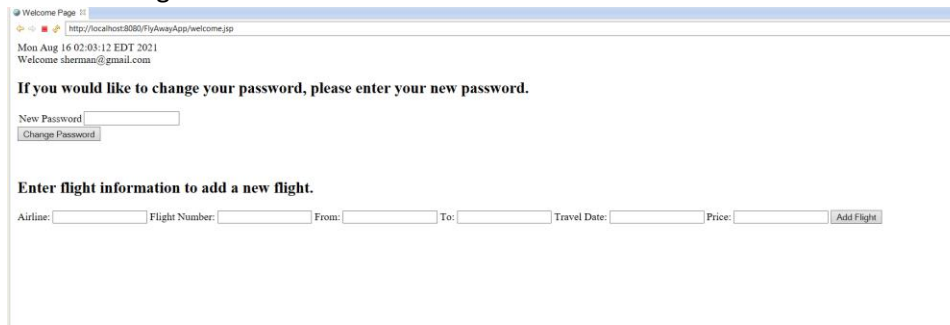 Welcome Page
http://localhost:8080/FlyAwayApp/welcome.jsp
Mon Aug 16 02:03:12 EDT 2021
Welcome sherman@gmail.com
If you would like to change your password, please enter your new password.
New Password
Change Password
Enter flight information to add a new flight.
Airline: Flight Number: From: To: Travel Date: Price: Add Flight